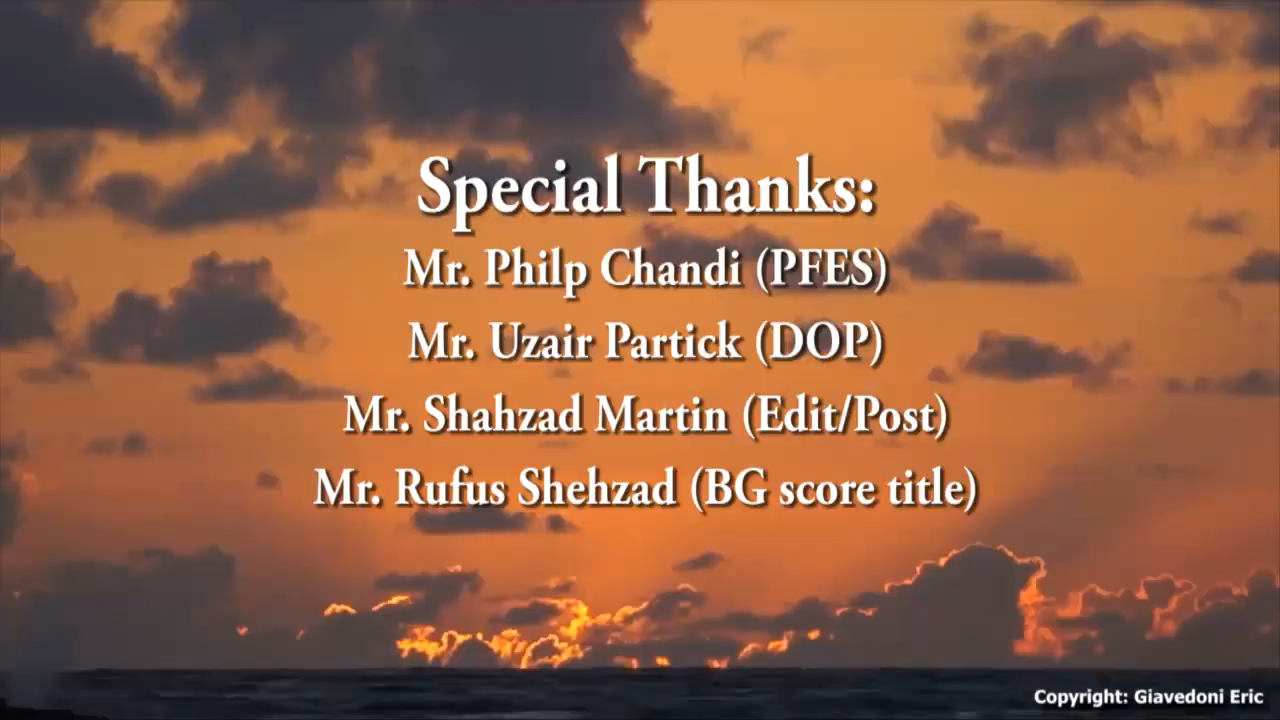 Special Thanks:
Mr. Philp Chandi (PFES)
Mr. Uzair Partick (DOP)
Mr. Shahzad Martin (Edit/Post)
Mr. Rufus Shehzad (BG score title)
Copyright: Giavedoni Eric